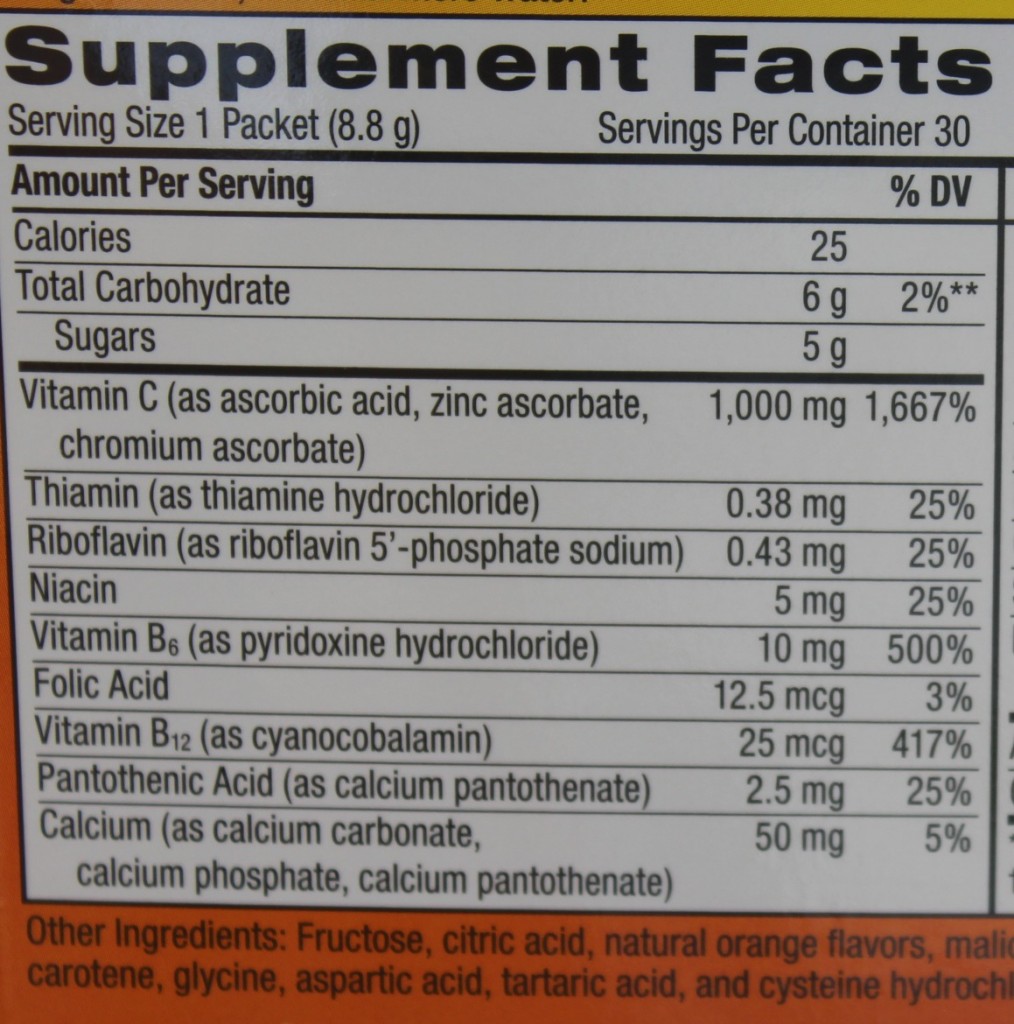 Supplement Facts
Serving Size 1 Packet (8.8 g) Servings Per Container 30
Amount Per Serving % DV
Calories 25
Total Carbohydrate 6 g 2%**
Sugars 5 g
Vitamin C (as ascorbic acid, zinc ascorbate, 1,000 mg 1,667%
chromium ascorbate)
Thiamin (as thiamine hydrochloride) 0.38 mg 25%
Riboflavin (as riboflavin 5'-phosphate sodium) 0.43 mg 25%
Niacin 5 mg 25%
Vitamin B6 (as pyridoxine hydrochloride) 10 mg 500%
Folic Acid 12.5 mcg 3%
Vitamin B12 (as cyanocobalamin) 25 mcg 417%
Pantothenic Acid (as calcium pantothenate) 2.5 mg 25%
Calcium (as calcium carbonate, 50 mg 5%
calcium phosphate, calcium pantothenate)
Other Ingredients: Fructose, citric acid, natural orange flavors,
carotene, glycine, aspartic acid, tartaric acid, and cysteine